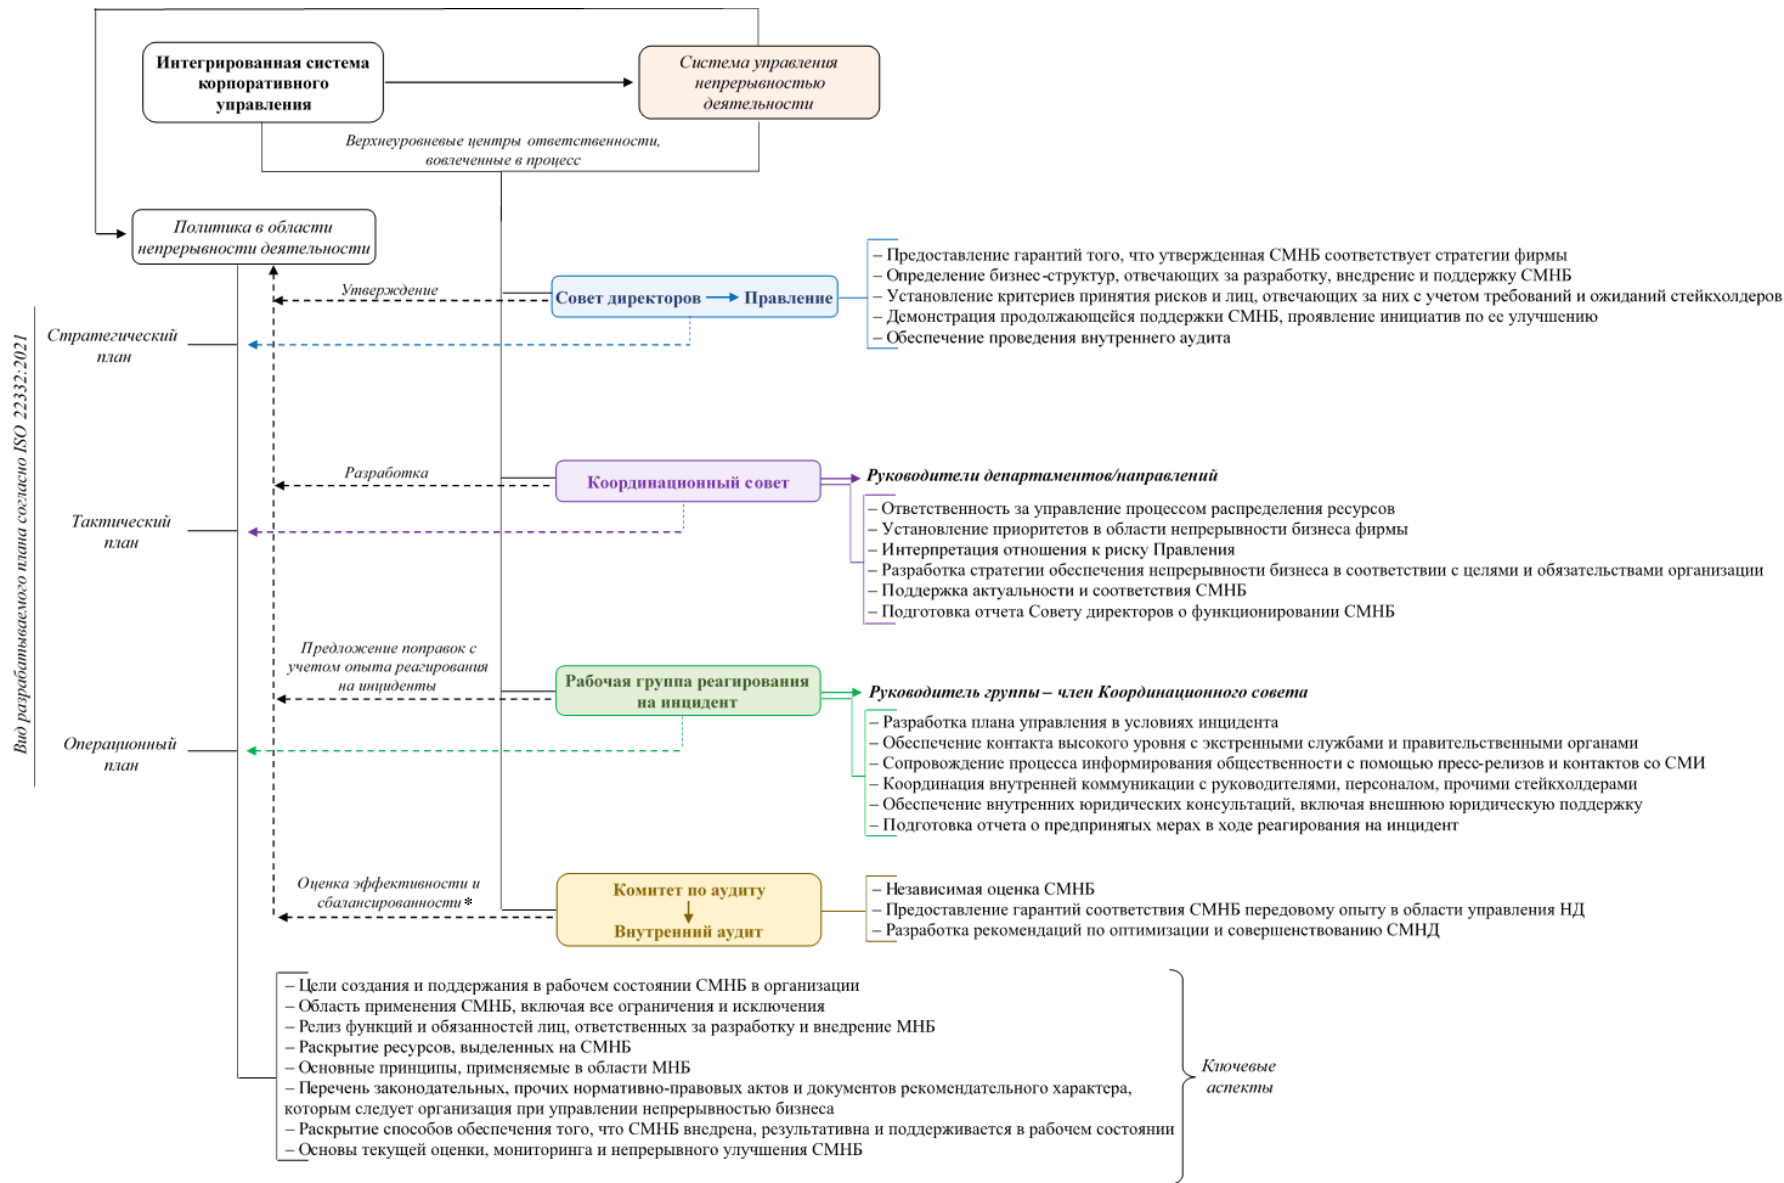 Интегрированная система
корпоративного
управления
Система управления
непрерывностью
деятельности
Верхнеуровневые центры ответственности,
вовлеченные в процесс
Политика в области
непрерывности деятельности
Вид разрабатываемого плана согласно ISO 22332:2021
Утверждение
Совет директоров
Правление
– Предоставление гарантий того, что утвержденная СМНБ соответствует стратегии фирмы
– Определение бизнес-структур, отвечающих за разработку, внедрение и поддержку СМНБ
– Установление критериев принятия рисков и лиц, отвечающих за них с учетом требований и ожиданий стейкхолдеров
– Демонстрация продолжающейся поддержки СМНБ, проявление инициатив по ее улучшению
– Обеспечение проведения внутреннего аудита
Стратегический
план
Разработка
Координационный совет
Руководители департаментов/направлений
– Ответственность за управление процессом распределения ресурсов
– Установление приоритетов в области непрерывности бизнеса фирмы
– Интерпретация отношения к риску Правления
– Разработка стратегии обеспечения непрерывности бизнеса в соответствии с целями и обязательствами организации
– Поддержка актуальности и соответствия СМНБ
– Подготовка отчета Совету директоров о функционировании СМНБ
Тактический
план
Предложение поправок с
учетом опыта реагирования
на инциденты
Рабочая группа реагирования
на инцидент
Руководитель группы – член Координационного совета
– Разработка плана управления в условиях инцидента
– Обеспечение контакта высокого уровня с экстренными службами и правительственными органами
– Сопровождение процесса информирования общественности с помощью пресс-релизов и контактов со СМИ
– Координация внутренней коммуникации с руководителями, персоналом, прочими стейкхолдерами
– Обеспечение внутренних юридических консультаций, включая внешнюю юридическую поддержку
– Подготовка отчета о предпринятых мерах в ходе реагирования на инцидент
Операционный
план
Оценка эффективности и
сбалансированности *
Комитет по аудиту
Внутренний аудит
– Независимая оценка СМНБ
– Предоставление гарантий соответствия СМНБ передовому опыту в области управления НД
– Разработка рекомендаций по оптимизации и совершенствованию СМНД
– Цели создания и поддержания в рабочем состоянии СМНБ в организации
– Область применения СМНБ, включая все ограничения и исключения
– Релиз функций и обязанностей лиц, ответственных за разработку и внедрение МНБ
– Раскрытие ресурсов, выделенных на СМНБ
– Основные принципы, применяемые в области МНБ
– Перечень законодательных, прочих нормативно-правовых актов и документов рекомендательного характера,
которым следует организация при управлении непрерывностью бизнеса
– Раскрытие способов обеспечения того, что СМНБ внедрена, результативна и поддерживается в рабочем состоянии
– Основы текущей оценки, мониторинга и непрерывного улучшения СМНБ
Ключевые
аспекты